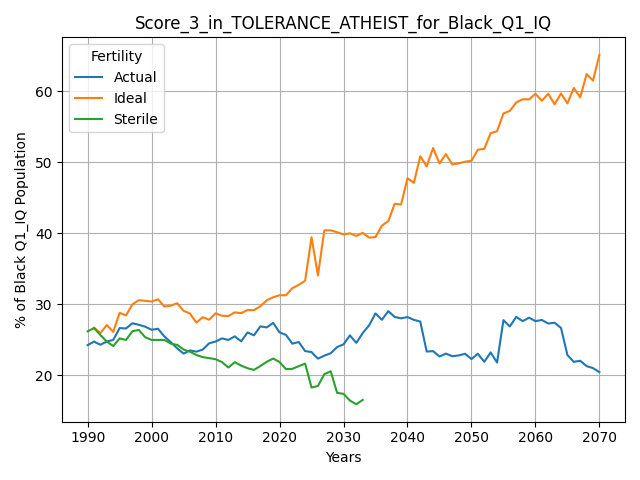 Score_3_in_TOLERANCE_ATHEIST_for_Black_Q1_IQ
Fertility
Actual
Ideal
Sterile
% of Black Q1_IQ Population
60
50
40
30
20
1990
2000
2010
2020
2030
2040
2050
2060
2070
Years